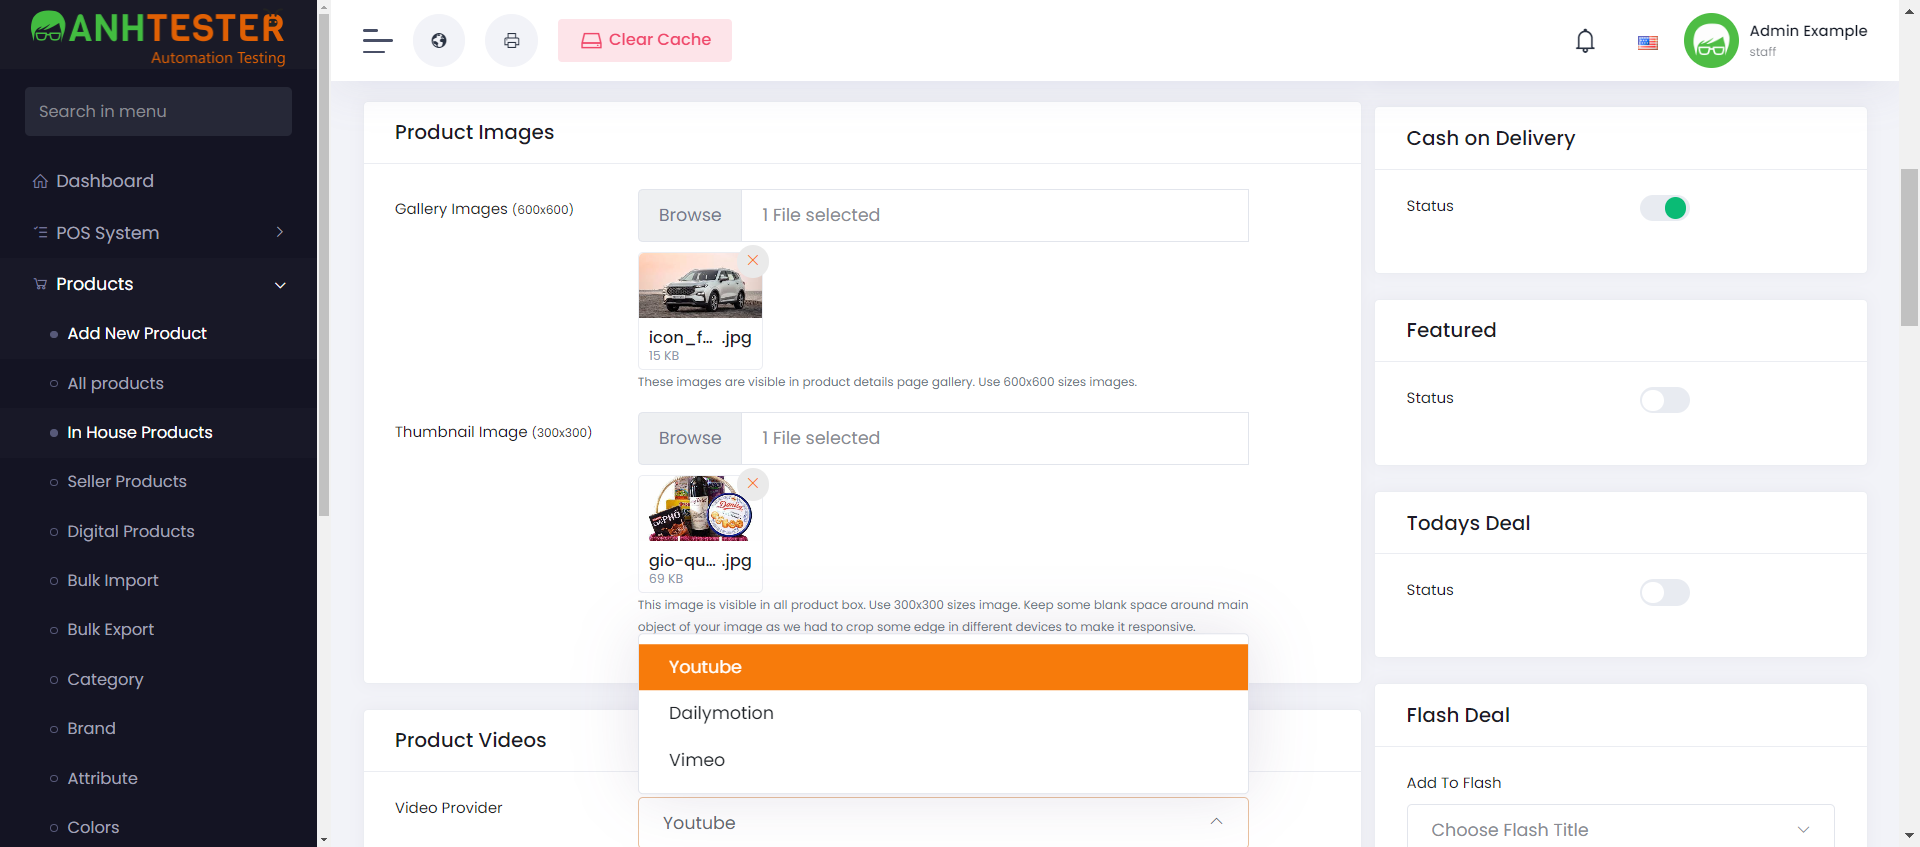 ANHTESTER
Automation Testing
Search in menu
Dashboard
POS System
Products
Add New Product
All products
In House Products
Seller Products
Digital Products
Bulk Import
Bulk Export
Category
Brand
Attribute
Colors
Clear Cache
Admin Example
staff
Product Images
Gallery Images (600x600)
Browse
1 File selected
icon_f... .jpg
15 KB
These images are visible in product details page gallery. Use 600x600 sizes images.
Thumbnail Image (300x300)
Browse
1 File selected
Danisa
gio-qu... .jpg
69 KB
This image is visible in all product box. Use 300x300 sizes image. Keep some blank space around main
object of your image as we had to crop some edge in different devices to make it responsive.
Youtube
Dailymotion
Vimeo
Product Videos
Video Provider
Youtube
Cash on Delivery
Status
Featured
Status
Todays Deal
Status
Flash Deal
Add To Flash
Choose Flash Title